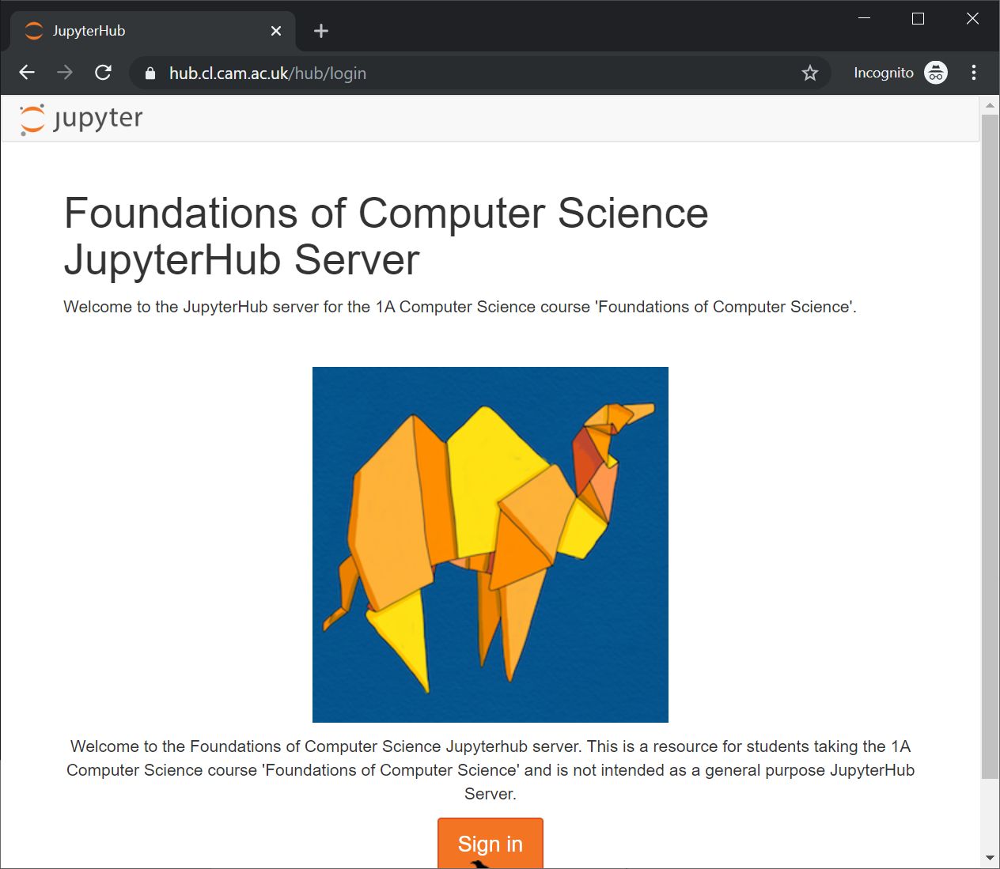 JupyterHub
hub.cl.cam.ac.uk/hub/login
Incognito
jupyter
Foundations of Computer Science
JupyterHub Server
Welcome to the JupyterHub server for the 1A Computer Science course 'Foundations of Computer Science'.
Welcome to the Foundations of Computer Science Jupyterhub server. This is a resource for students taking the 1A
Computer Science course 'Foundations of Computer Science' and is not intended as a general purpose JupyterHub
Server.
Sign in